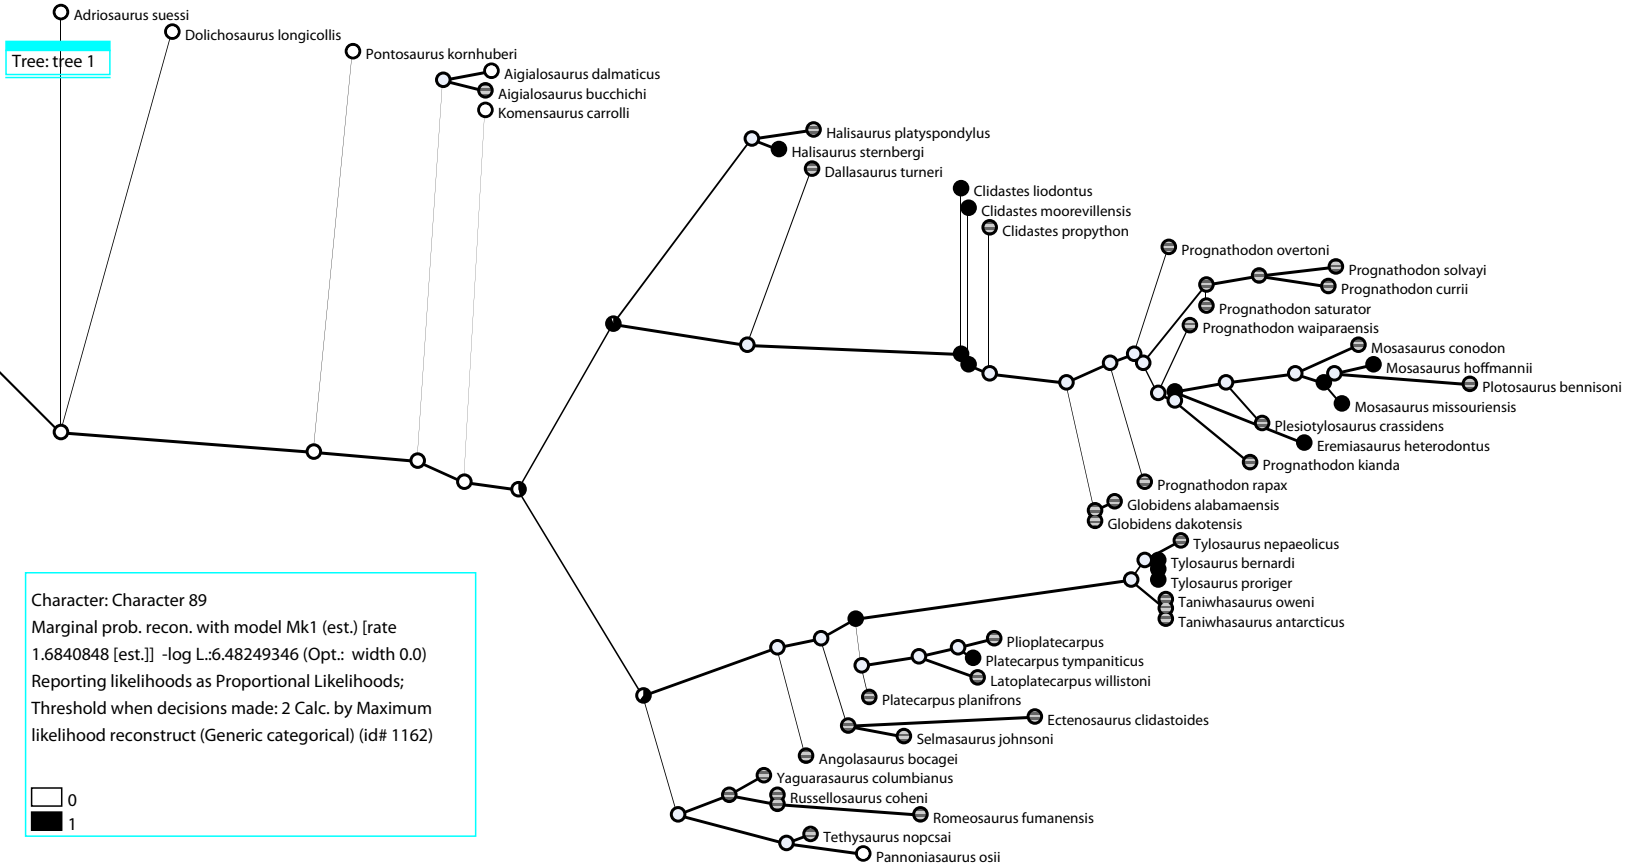 Adriosaurus suessi
Dolichosaurus longicollis
Pontosaurus kornhuberi
Tree: tree 1
Aigialosaurus dalmaticus
Aigialosaurus bucchichi
Komensaurus carrolli
Halisaurus platyspondylus
Halisaurus sternbergi
Dallasaurus turneri
Clidastes liodontus
Clidastes moorevillensis
Clidastes propython
Prognathodon overtoni
Prognathodon solvayi
Prognathodon currii
Prognathodon saturator
Prognathodon waiparaensis
Mosasaurus conodon
Mosasaurus hoffmannii
Plotosaurus bennisoni
Mosasaurus missouriensis
Plesiotylosaurus crassidens
Eremiasaurus heterodontus
Prognathodon kianda
Prognathodon rapax
Globidens alabamaensis
Globidens dakotensis
Tylosaurus nepaeolicus
Tylosaurus bernardi
Tylosaurus proriger
Taniwhasaurus oweni
Taniwhasaurus antarcticus
Plioplatecarpus
Platecarpus tympaniticus
Latoplatecarpus willistoni
Platecarpus planifrons
Ectenosaurus clidastoides
Selmasaurus johnsoni
Angolasaurus bocagei
Yaguarasaurus columbianus
Russellosaurus coheni
Romeosaurus fumanensis
Tethysaurus nopcsai
Pannoniasaurus osii
Character: Character 89
Marginal prob. recon. with model Mk1 (est.) [rate
1.6840848 [est.]] -log L.:6.48249346 (Opt.: width 0.0)
Reporting likelihoods as Proportional Likelihoods;
Threshold when decisions made: 2 Calc. by Maximum
likelihood reconstruct (Generic categorical) (id# 1162)
0
1